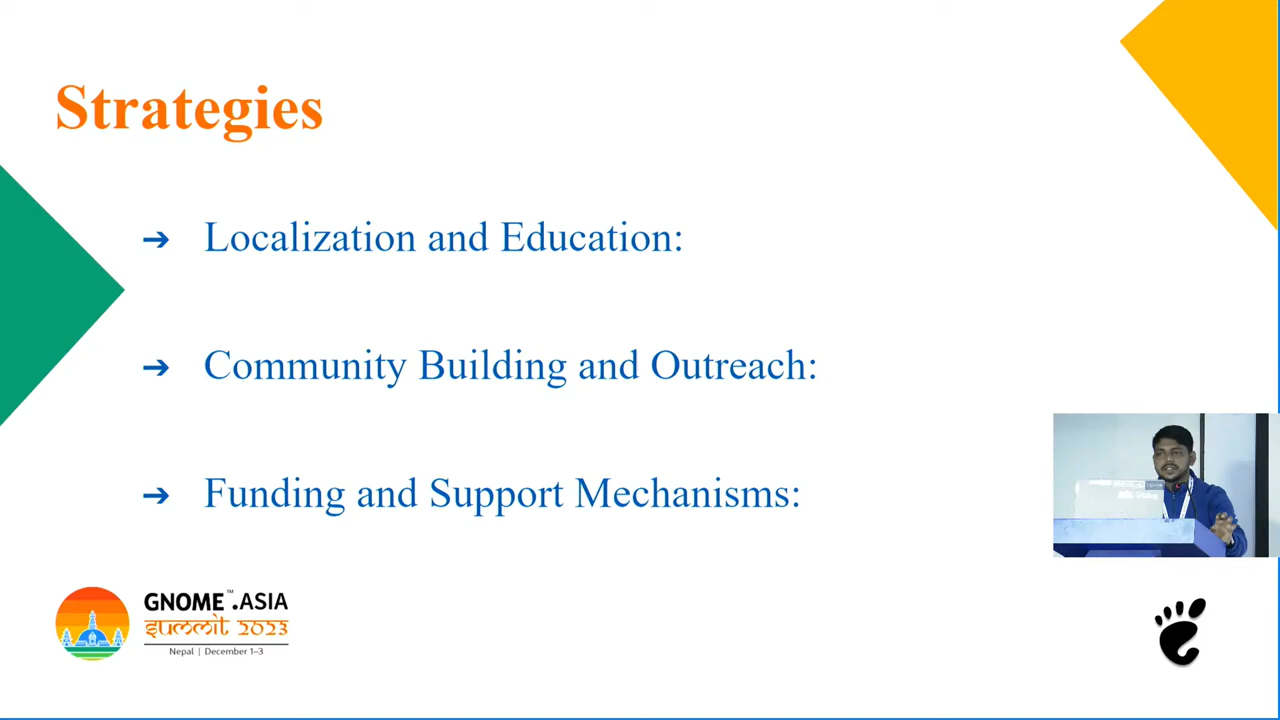 Strategies
➔ Localization and Education:
➔ Community Building and Outreach:
➔ Funding and Support Mechanisms:
GNOME™.ASIA
summit 2023
Nepal | December 1–3